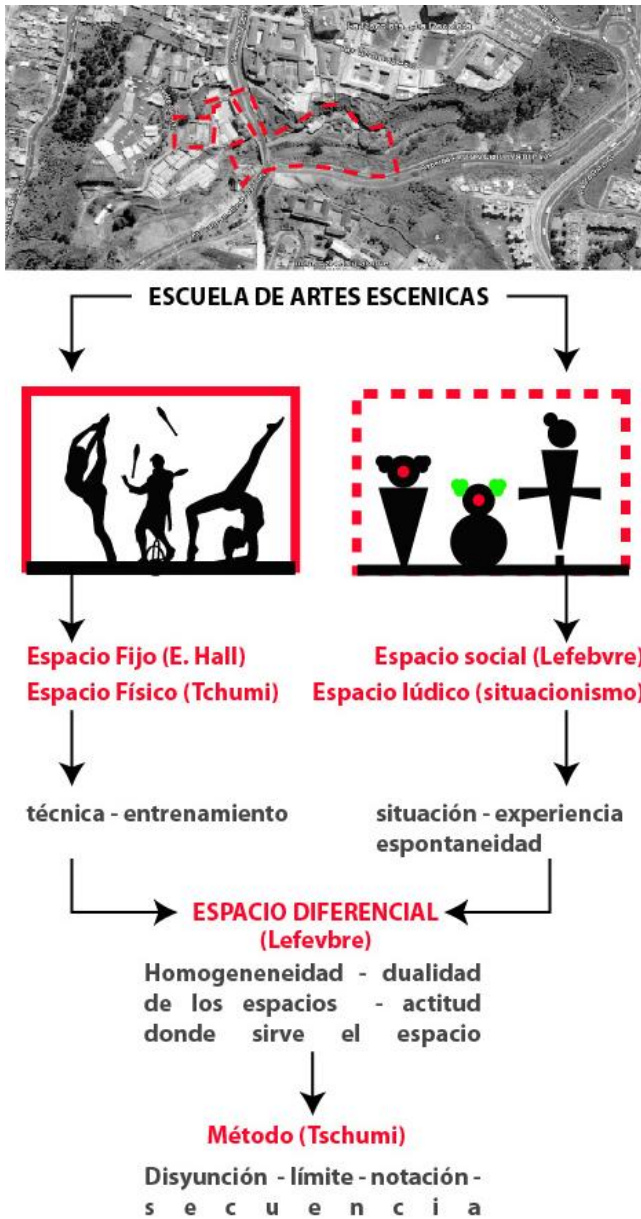 ESCUELA DE ARTES ESCENICAS
Espacio Fijo (E. Hall)
Espacio Físico (Tchumi)
Espacio social (Lefebvre)
Espacio lúdico (situacionismo)
técnica - entrenamiento
situación - experiencia
espontaneidad
ESPACIO DIFERENCIAL
(Lefevbre)
Homogeneneidad - dualidad
de los espacios - actitud
donde sirve el espacio
Método (Tschumi)
Disyunción - límite - notación -
secuencia